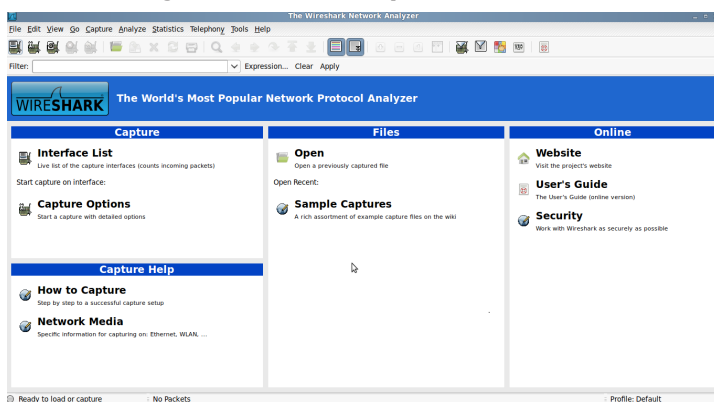 The Wireshark Network Analyzer
File Edit View Go Capture Analyze Statistics Telephony Tools Help
Filter: Expression... Clear Apply
WIRESHARK The World's Most Popular Network Protocol Analyzer
Capture
Interface List
Live list of the capture interfaces (counts incoming packets)
Start capture on interface:
Capture Options
Start a capture with detailed options
Capture Help
How to Capture
Step by step to a successful capture setup
Network Media
Specific information for capturing on: Ethernet, WLAN, ...
Files
Open
Open a previously captured file
Open Recent:
Sample Captures
A rich assortment of example capture files on the wiki
Online
Website
Visit the project's website
User's Guide
The User's Guide (online version)
Security
Work with Wireshark as securely as possible
Ready to load or capture No Packets Profile: Default